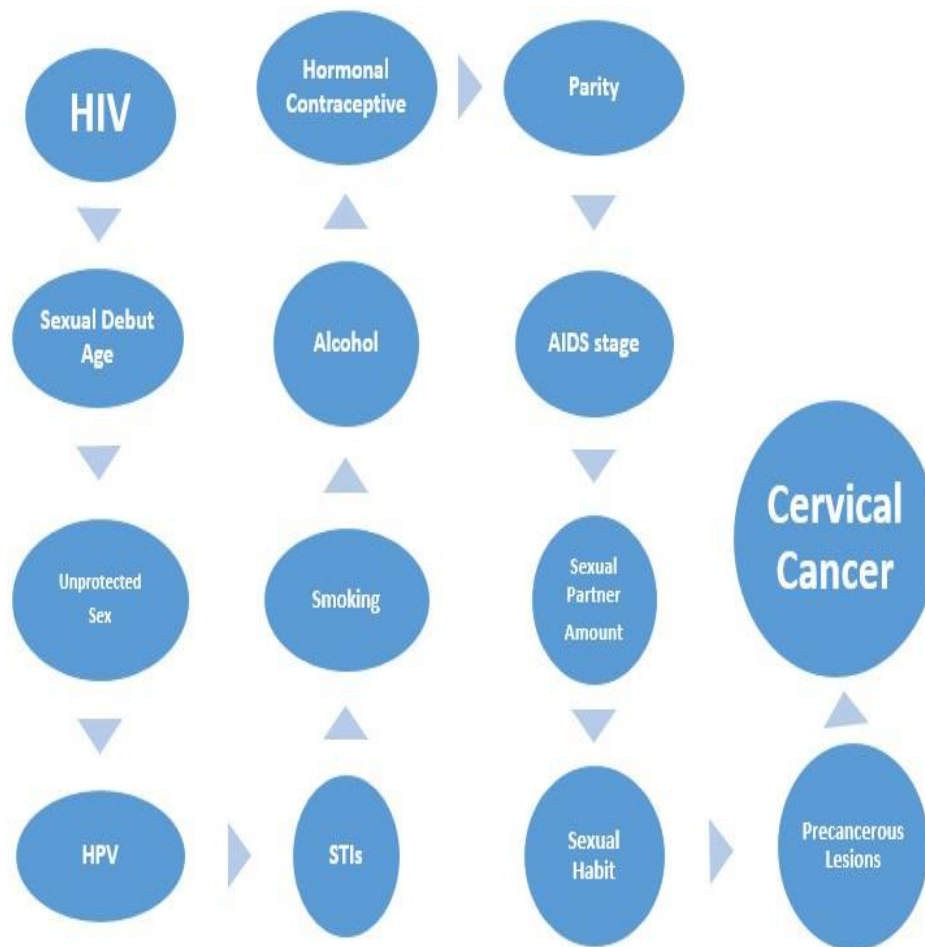 HIV
Sexual Debut
Age
Unprotected
Sex
HPV
STIs
Smoking
Alcohol
Hormonal
Contraceptive
Parity
AIDS stage
Sexual
Partner
Amount
Sexual
Habit
Precancerous
Lesions
Cervical
Cancer